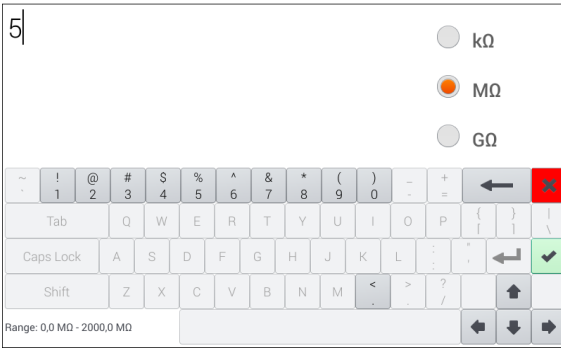 5
kΩ
MΩ
GΩ
~ ! @ # $ % ^ & * ( ) _ +
` 1 2 3 4 5 6 7 8 9 0 - =
Tab Q W E R T Y U I O P { } |
[ ] \
Caps Lock A S D F G H J K L : "
; '
Shift Z X C V B N M < > ?
, . /
Range: 0,0 MΩ - 2000,0 MΩ